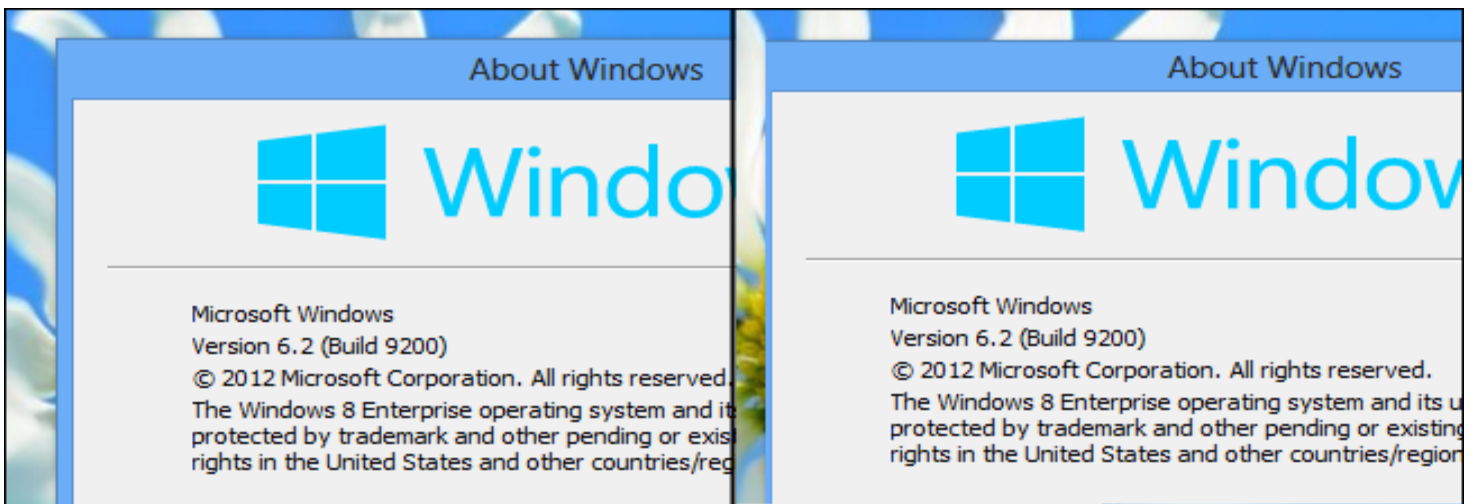 About Windows
Windo
Microsoft Windows
Version 6.2 (Build 9200)
© 2012 Microsoft Corporation. All rights reserved.
The Windows 8 Enterprise operating system and it
protected by trademark and other pending or exis
rights in the United States and other countries/reg
About Windows
Window
Microsoft Windows
Version 6.2 (Build 9200)
© 2012 Microsoft Corporation. All rights reserved.
The Windows 8 Enterprise operating system and its u
protected by trademark and other pending or existing
rights in the United States and other countries/region